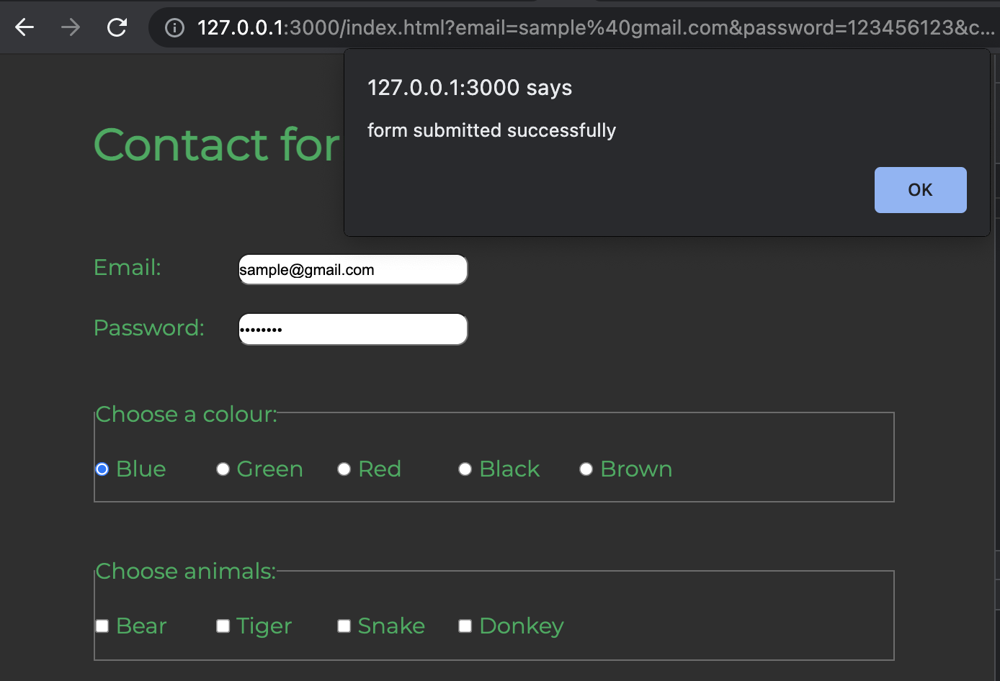 127.0.0.1:3000/index.html?email=sample%40gmail.com&password=123456123&c...
127.0.0.1:3000 says
form submitted successfully
OK
Contact for
Email: sample@gmail.com
Password: ••••••••
Choose a colour:
Blue Green Red Black Brown
Choose animals:
Bear Tiger Snake Donkey